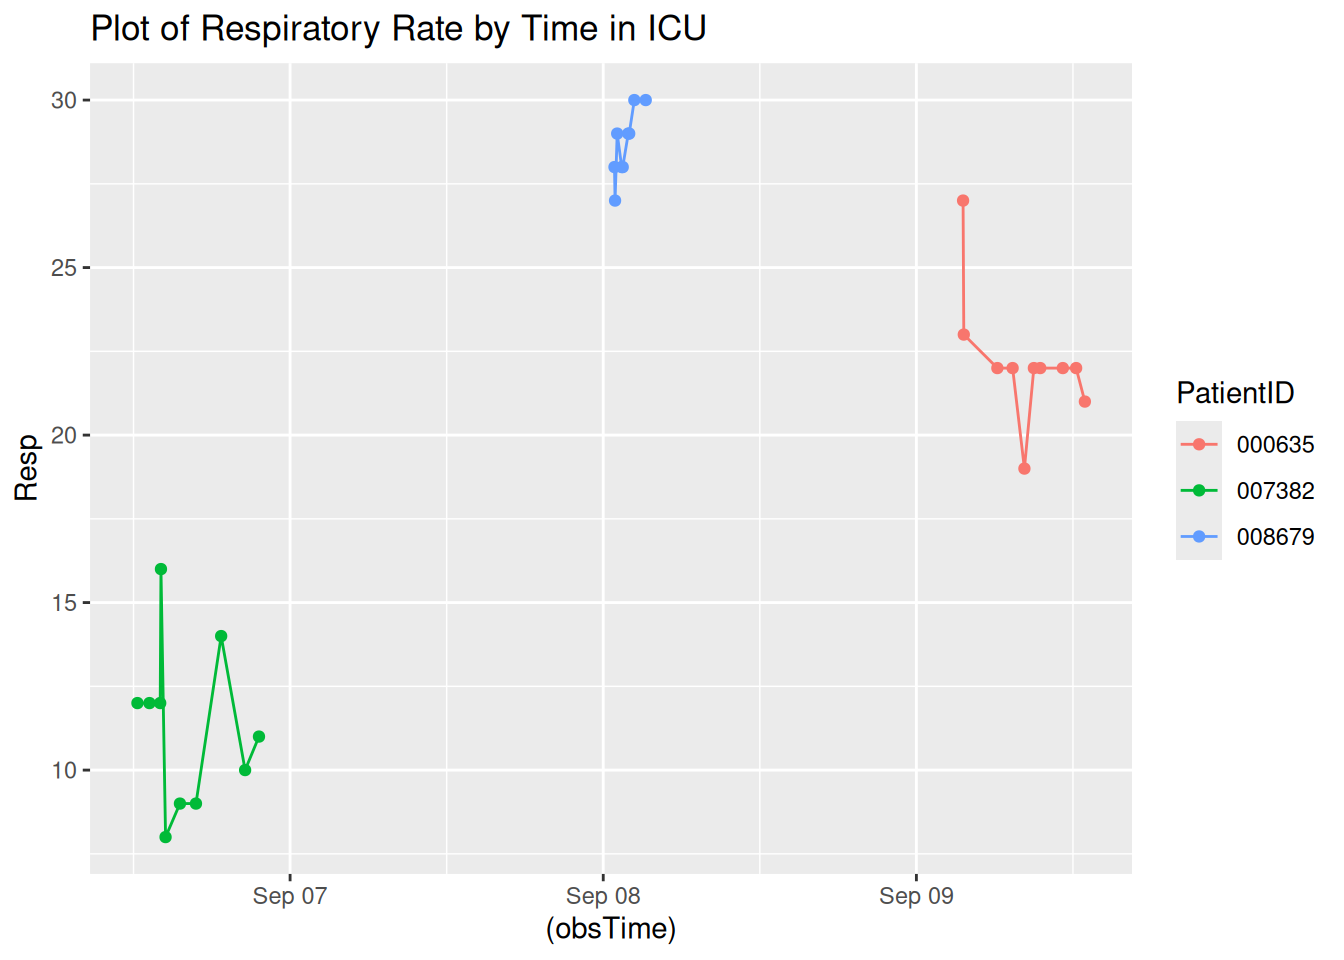 Plot of Respiratory Rate by Time in ICU
30
25
20
15
10
Resp
Sep 07
Sep 08
Sep 09
(obsTime)
PatientID
000635
007382
008679